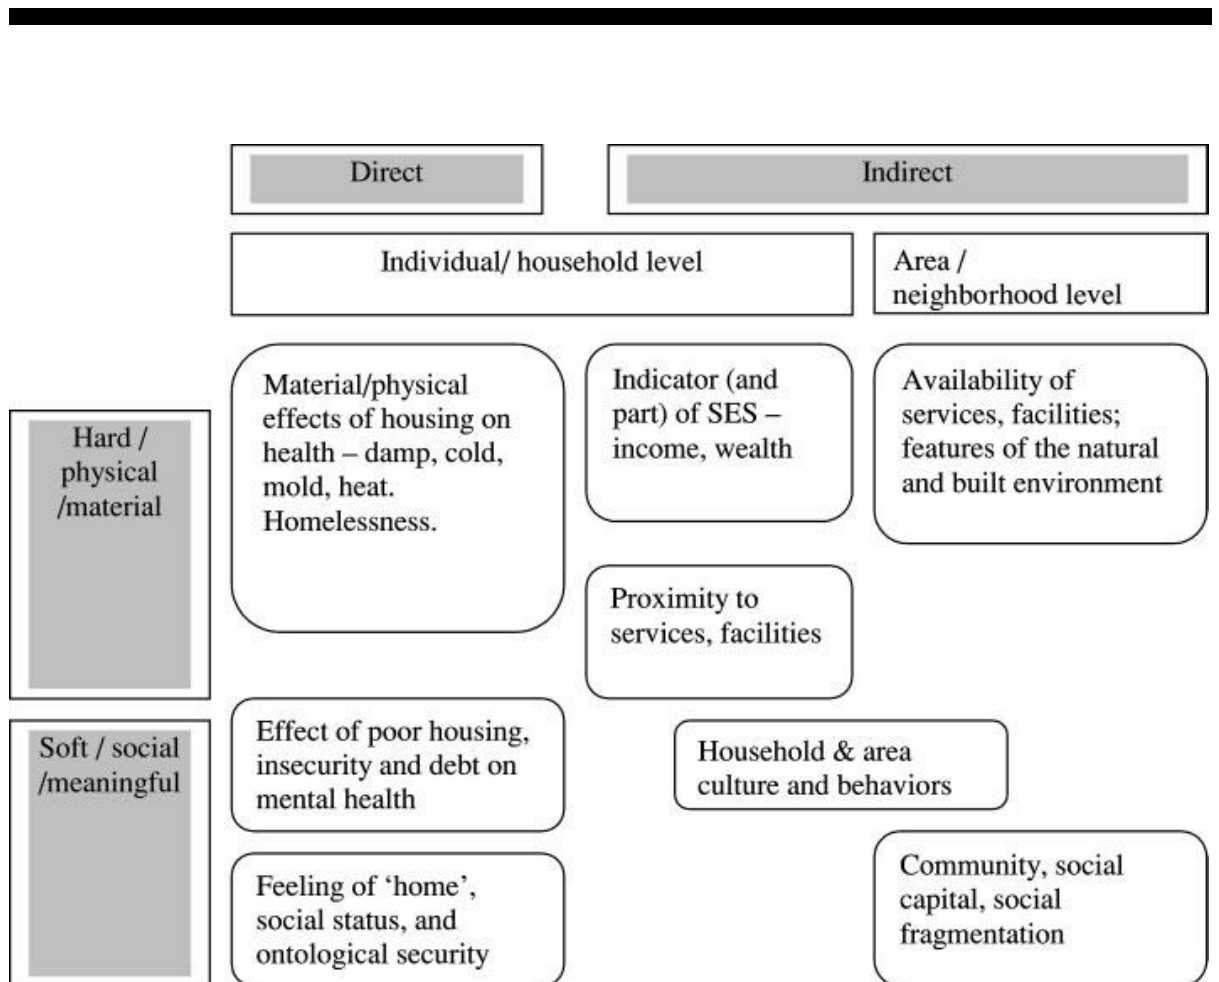 Direct
Indirect
Individual/ household level
Area /
neighborhood level
Hard /
physical
/material
Material/physical
effects of housing on
health – damp, cold,
mold, heat.
Homelessness.
Indicator (and
part) of SES –
income, wealth
Availability of
services, facilities;
features of the natural
and built environment
Proximity to
services, facilities
Soft / social
/meaningful
Effect of poor housing,
insecurity and debt on
mental health
Household & area
culture and behaviors
Feeling of ‘home’,
social status, and
ontological security
Community, social
capital, social
fragmentation